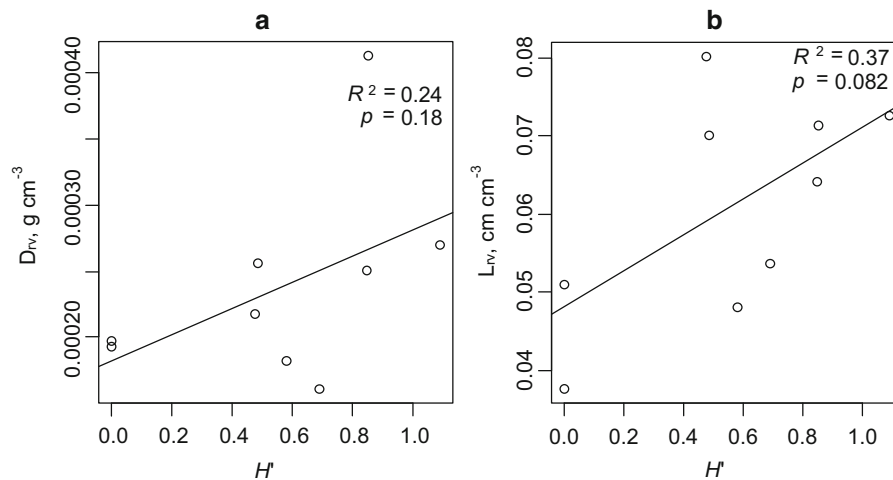 a
R² = 0.24
p = 0.18
0.00040
0.00030
0.00020
Drv, g cm⁻³
0.0 0.2 0.4 0.6 0.8 1.0
H'
b
R² = 0.37
p = 0.082
0.08
0.07
0.06
0.05
0.04
Lrv, cm cm⁻³
0.0 0.2 0.4 0.6 0.8 1.0
H'